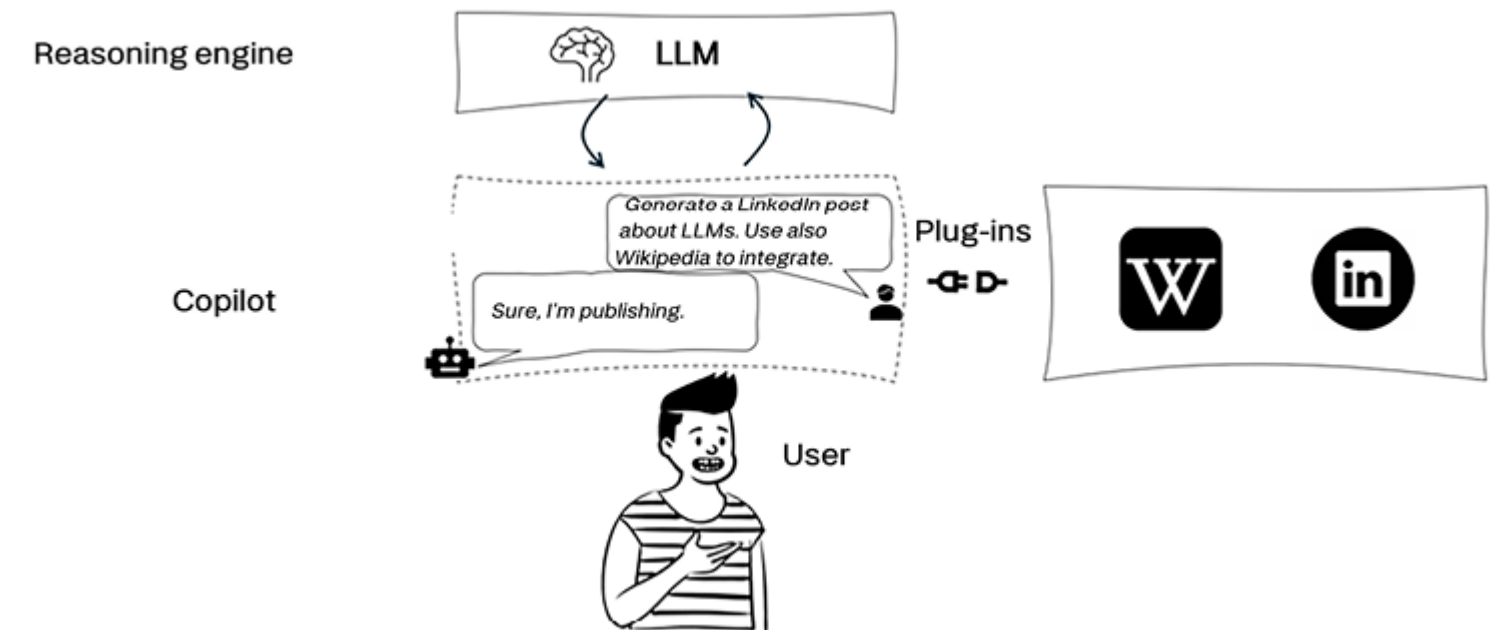 Reasoning engine
LLM
Generate a LinkedIn post
about LLMs. Use also
Wikipedia to integrate.
Plug-ins
W
in
Copilot
Sure, I'm publishing.
User